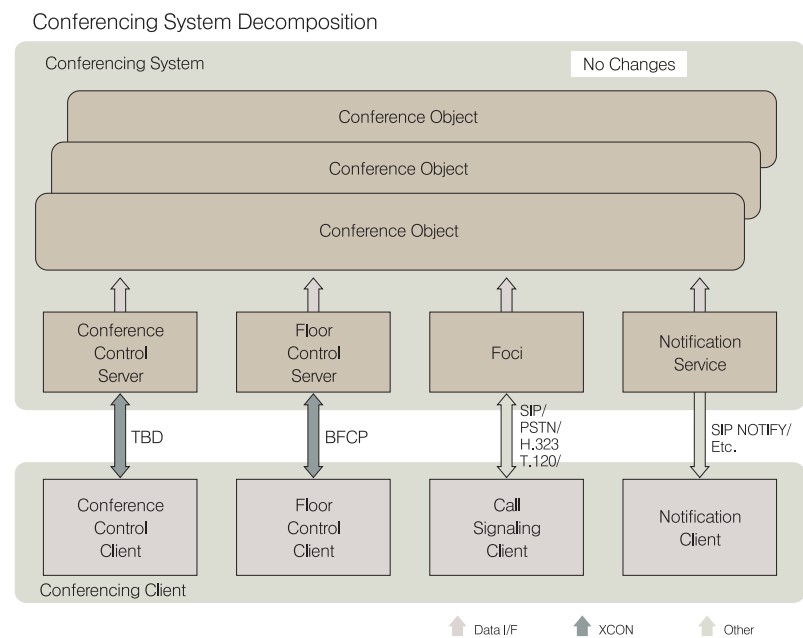 Conferencing System Decomposition
Conferencing System
No Changes
Conference Object
Conference Object
Conference Object
Conference
Control
Server
Floor
Control
Server
Foci
Notification
Service
TBD
BFCP
SIP/
PSTN/
H.323
T.120/
SIP NOTIFY/
Etc.
Conference
Control
Client
Floor
Control
Client
Call
Signaling
Client
Notification
Client
Conferencing Client
Data I/F
XCON
Other